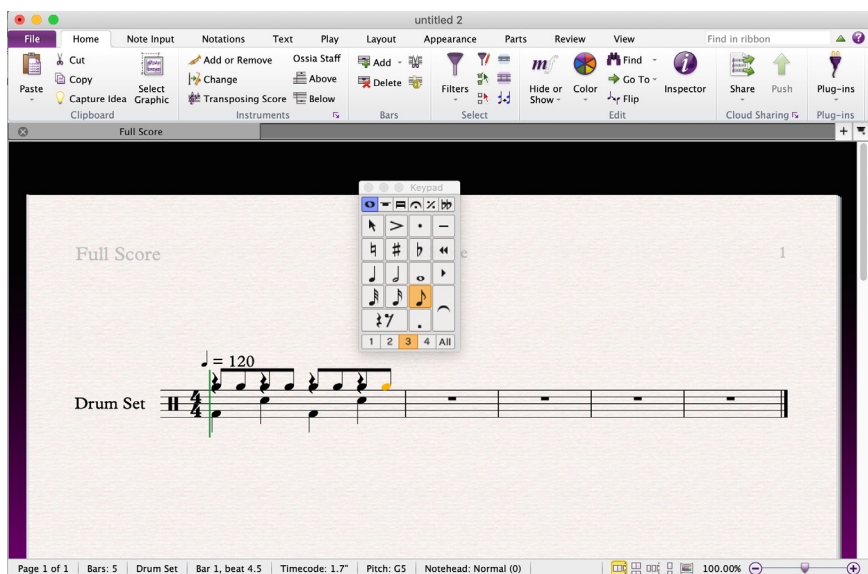 untitled 2
File Home Note Input Notations Text Play Layout Appearance Parts Review View Find in ribbon
Paste
Cut
Copy
Capture Idea
Select
Graphic
Clipboard
Add or Remove
Change
Transposing Score
Ossia Staff
Above
Below
Instruments
Add
Delete
Bars
Filters
Select
mf
Hide or
Show
Color
Find
Go To
Flip
Inspector
Edit
Share
Push
Cloud Sharing
Plug-ins
Plug-ins
Full Score
Keypad
1 2 3 4 All
Full Score
e
1
= 120
Drum Set
4
4
Page 1 of 1 Bars: 5 Drum Set Bar 1, beat 4.5 Timecode: 1.7" Pitch: G5 Notehead: Normal (0) 100.00%